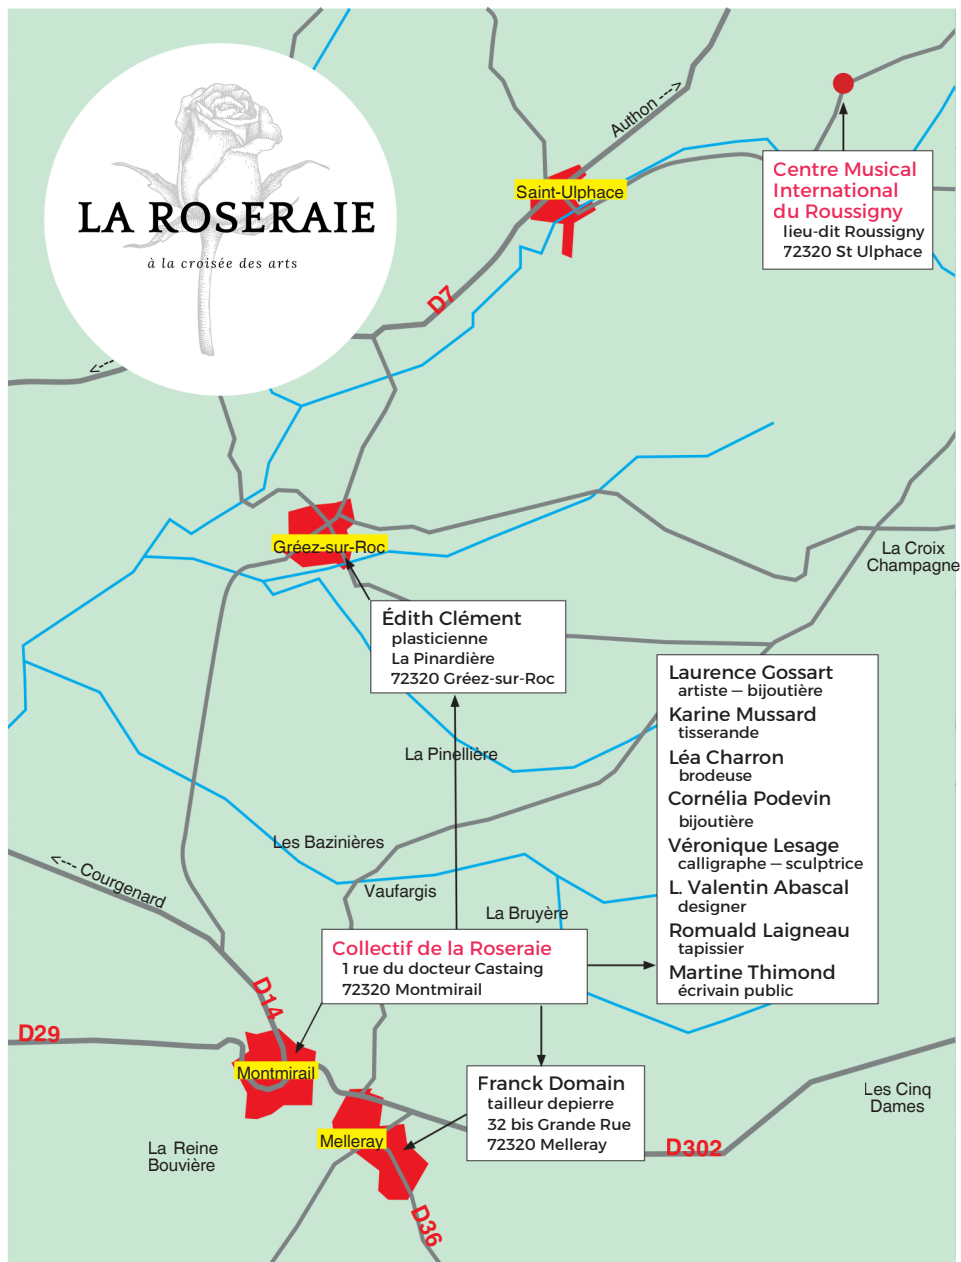 LA ROSERAIE
à la croisée des arts
Authon --->
Saint-Ulphace
Centre Musical
International
du Roussigny
lieu-dit Roussigny
72320 St Ulphace
D7
<---
Gréez-sur-Roc
La Croix
Champagne
Édith Clément
plasticienne
La Pinardière
72320 Gréez-sur-Roc
Laurence Gossart
artiste – bijoutière
Karine Mussard
tisserande
Léa Charron
brodeuse
Cornélia Podevin
bijoutière
Véronique Lesage
calligraphe – sculptrice
L. Valentin Abascal
designer
Romuald Laigneau
tapissier
Martine Thimond
écrivain public
La Pinellière
Les Bazinières
<--- Courgenard
Vaufargis
La Bruyère
Collectif de la Roseraie
1 rue du docteur Castaing
72320 Montmirail
D14
D29
Montmirail
Franck Domain
tailleur depierre
32 bis Grande Rue
72320 Melleray
Les Cinq
Dames
Melleray
La Reine
Bouvière
D302
D36